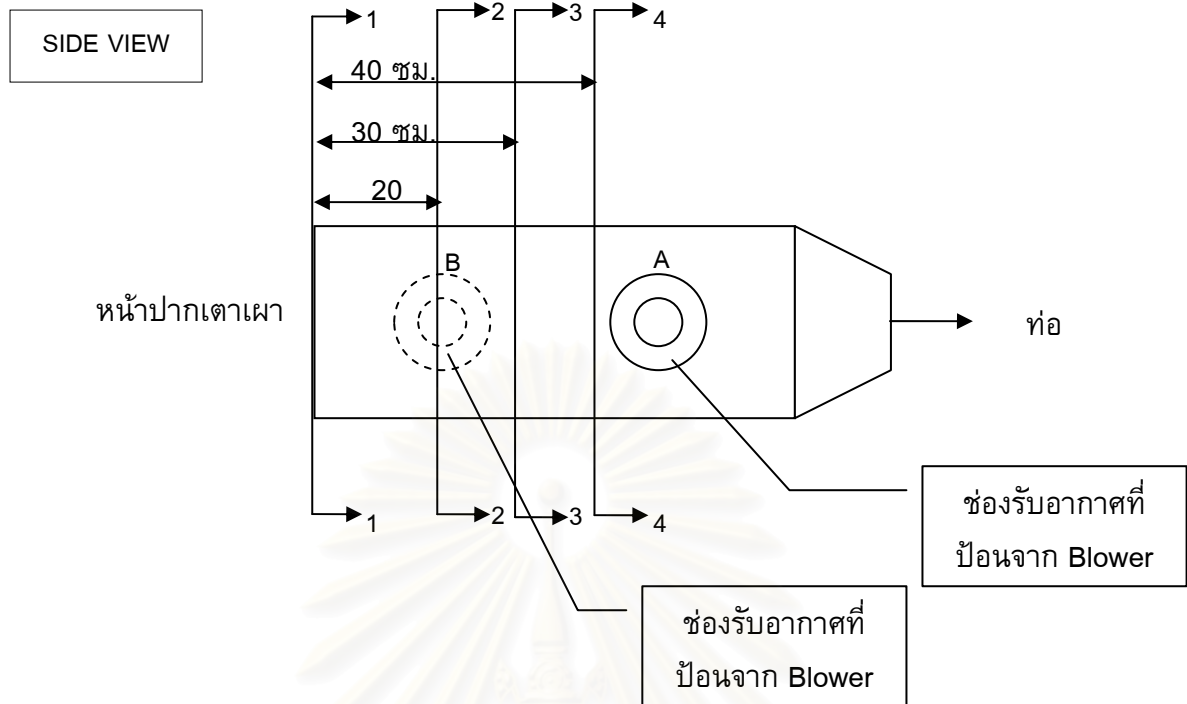 SIDE VIEW
1 2 3 4
40 ซม.
30 ซม.
20
B A
หน้าปากเตาเผา
ท่อ
1 2 3 4
ช่องรับอากาศที่
ป้อนจาก Blower
ช่องรับอากาศที่
ป้อนจาก Blower